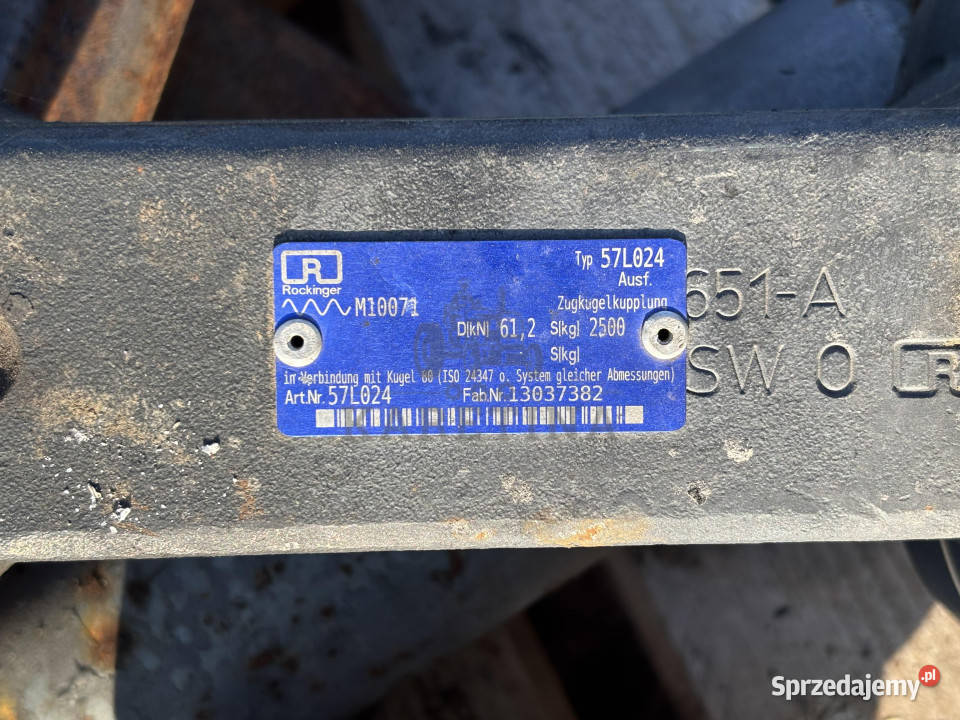 R
Rockinger
M10071
Typ 57L024
Ausf.
Zugkugelkupplung
D[kN] 61,2 S[kg] 2500
S[kg]
in Verbindung mit Kugel 80 (ISO 24347 o. System gleicher Abmessungen)
Art.Nr. 57L024 Fab.Nr. 13037382
651-A
SW 0 R
Sprzedajemy.pl